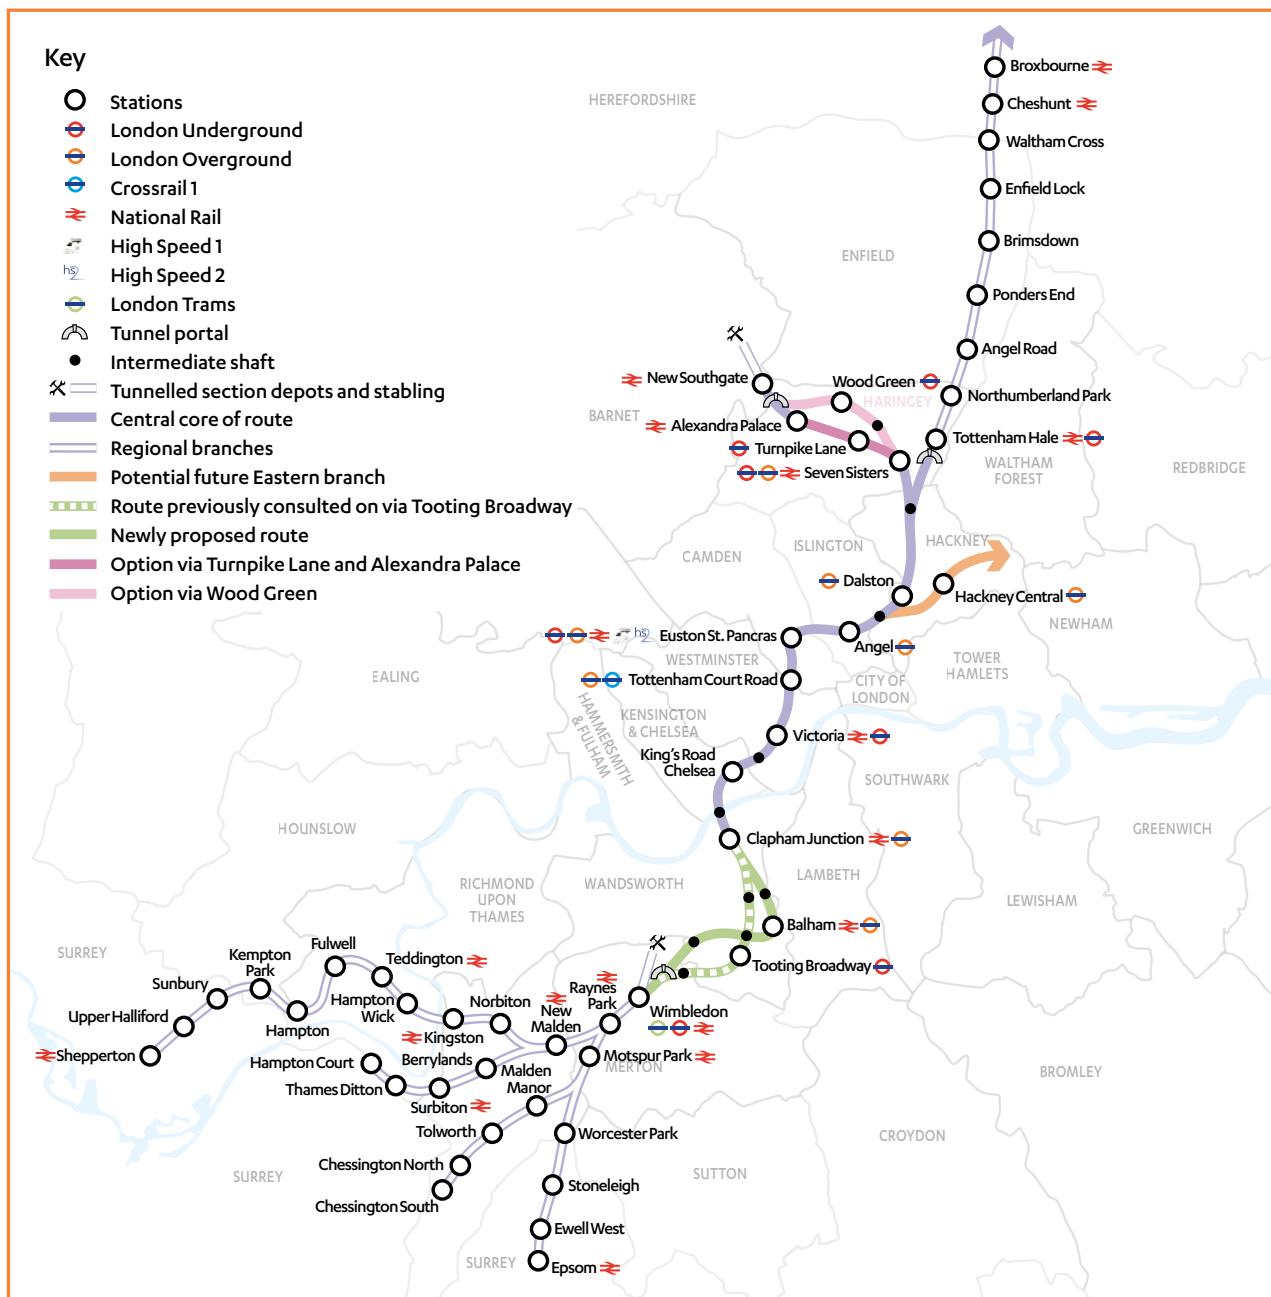 Key
Stations
London Underground
London Overground
Crossrail 1
National Rail
High Speed 1
hs2
High Speed 2
London Trams
Tunnel portal
Intermediate shaft
Tunnelled section depots and stabling
Central core of route
Regional branches
Potential future Eastern branch
Route previously consulted on via Tooting Broadway
Newly proposed route
Option via Turnpike Lane and Alexandra Palace
Option via Wood Green
Broxbourne
HEREFORDSHIRE
Cheshunt
Waltham Cross
Enfield Lock
Brimsdown
ENFIELD
Ponders End
Angel Road
New Southgate
Wood Green
Northumberland Park
HARINGEY
BARNET
Alexandra Palace
Tottenham Hale
Turnpike Lane
WALTHAM
FOREST
REDBRIDGE
Seven Sisters
HACKNEY
ISLINGTON
CAMDEN
Dalston
Hackney Central
NEWHAM
hs2
Euston St. Pancras
Angel
WESTMINSTER
TOWER
HAMLETS
EALING
Tottenham Court Road
CITY OF
LONDON
HAMMERSMITH
& FULHAM
KENSINGTON
& CHELSEA
Victoria
King's Road
Chelsea
SOUTHWARK
HOUNSLOW
GREENWICH
Clapham Junction
LAMBETH
RICHMOND
UPON
THAMES
WANDSWORTH
LEWISHAM
Balham
SURREY
Fulwell
Kempton
Park
Teddington
Tooting Broadway
Sunbury
Raynes
Park
Hampton
Wick
Norbiton
New
Malden
Wimbledon
Upper Halliford
Hampton
Kingston
Shepperton
Hampton Court
Berrylands
Motspur Park
MERTON
Malden
Manor
Thames Ditton
BROMLEY
Surbiton
Tolworth
Worcester Park
CROYDON
Chessington North
SURREY
SUTTON
Stoneleigh
Chessington South
Ewell West
SURREY
Epsom